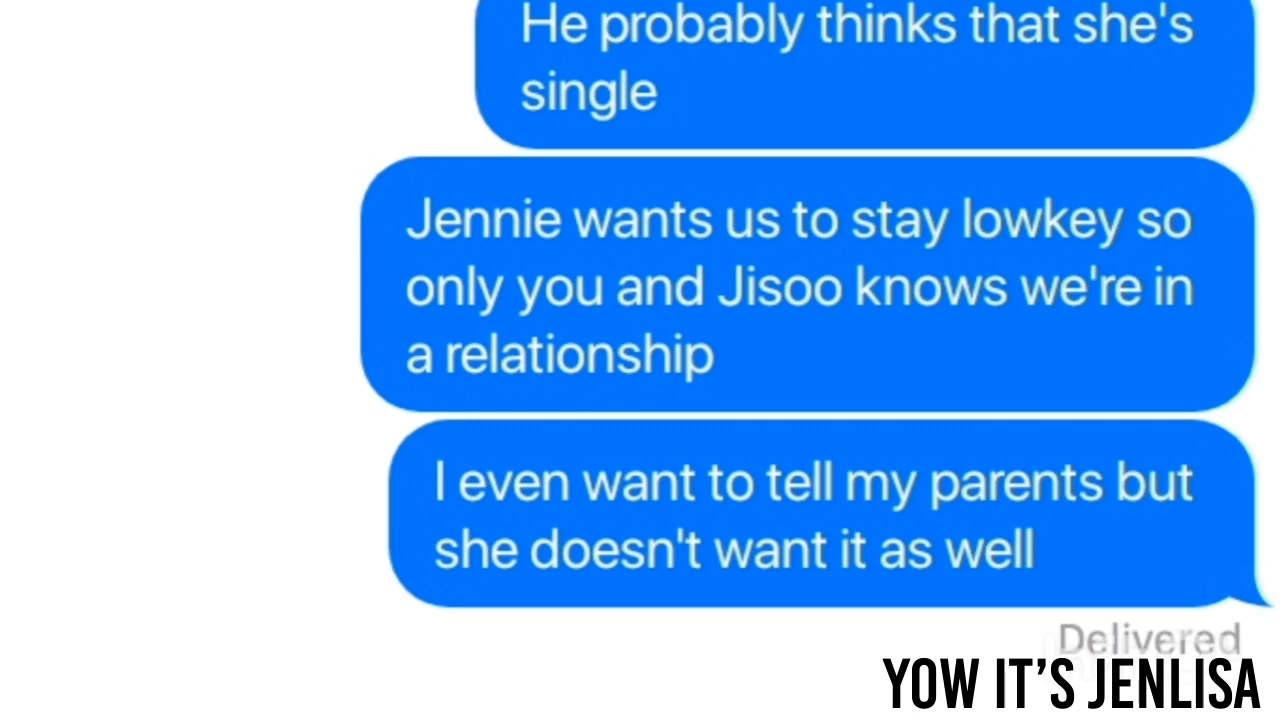 He probably thinks that she's
single
Jennie wants us to stay lowkey so
only you and Jisoo knows we're in
a relationship
I even want to tell my parents but
she doesn't want it as well
Delivered
YOW IT’S JENLISA